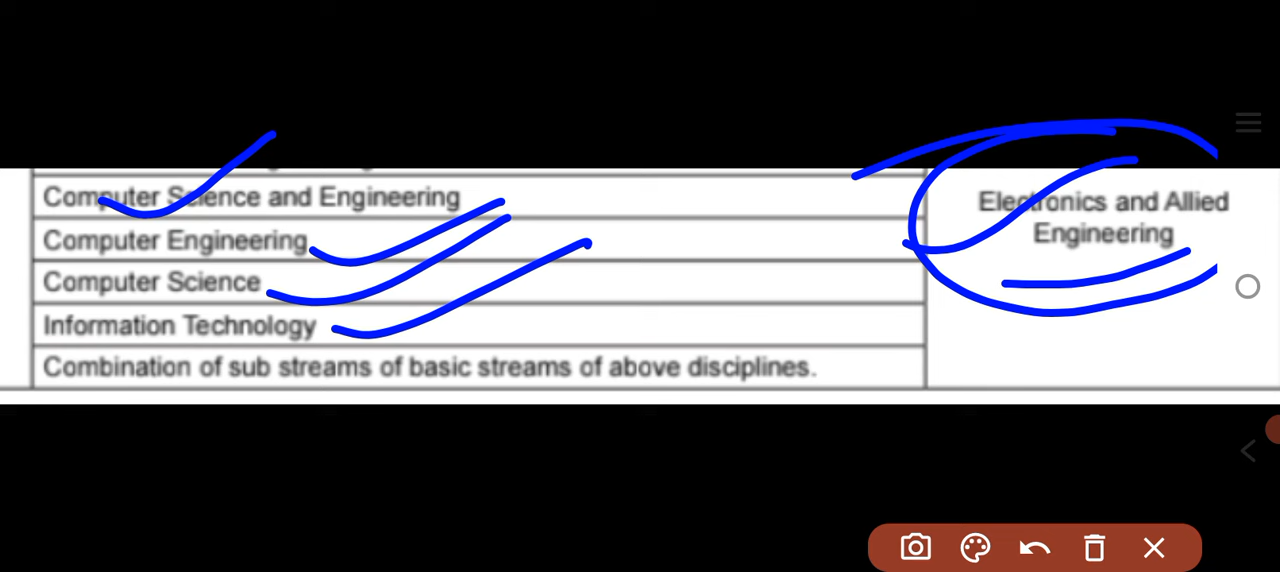 Computer Science and Engineering
Electronics and Allied
Engineering
Computer Engineering
Computer Science
Information Technology
Combination of sub streams of basic streams of above disciplines.